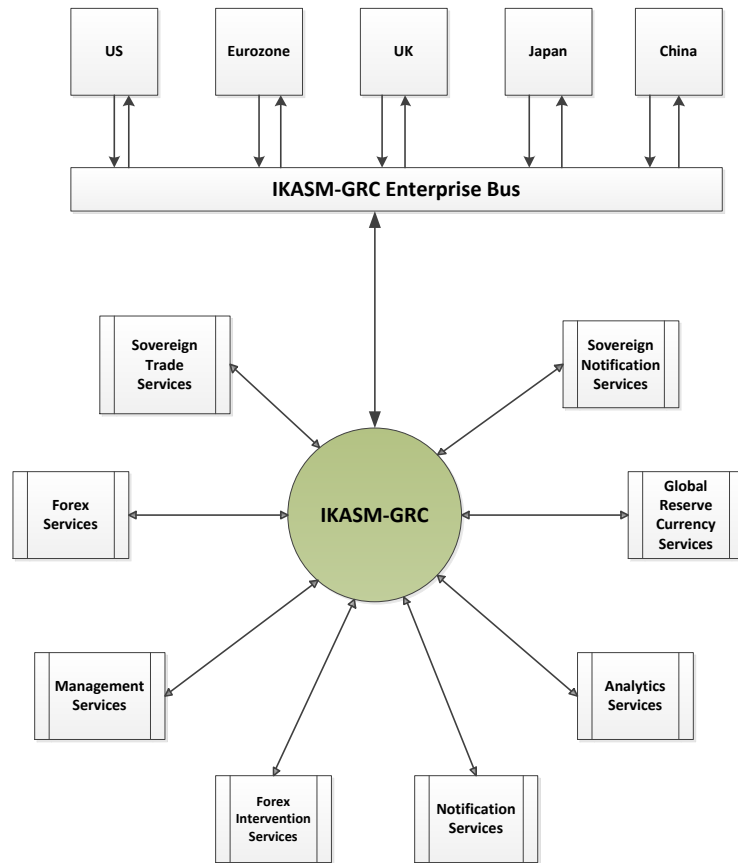 US
Eurozone
UK
Japan
China
IKASM-GRC Enterprise Bus
Sovereign
Trade
Services
Sovereign
Notification
Services
Forex
Services
IKASM-GRC
Global
Reserve
Currency
Services
Management
Services
Analytics
Services
Forex
Intervention
Services
Notification
Services